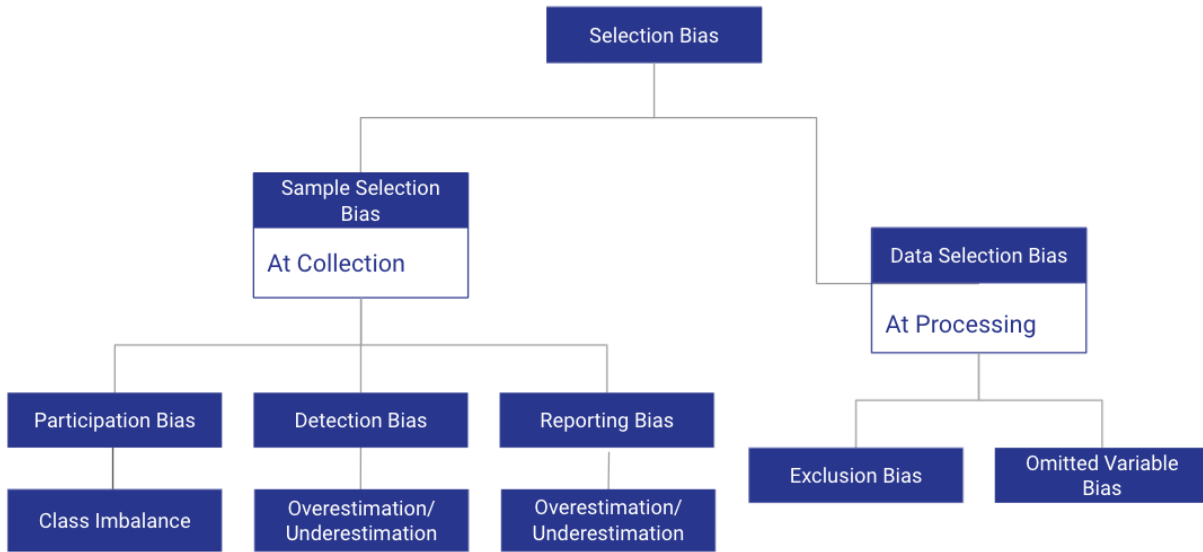 Selection Bias
Sample Selection
Bias
At Collection
Data Selection Bias
At Processing
Participation Bias
Detection Bias
Reporting Bias
Exclusion Bias
Omitted Variable
Bias
Class Imbalance
Overestimation/
Underestimation
Overestimation/
Underestimation